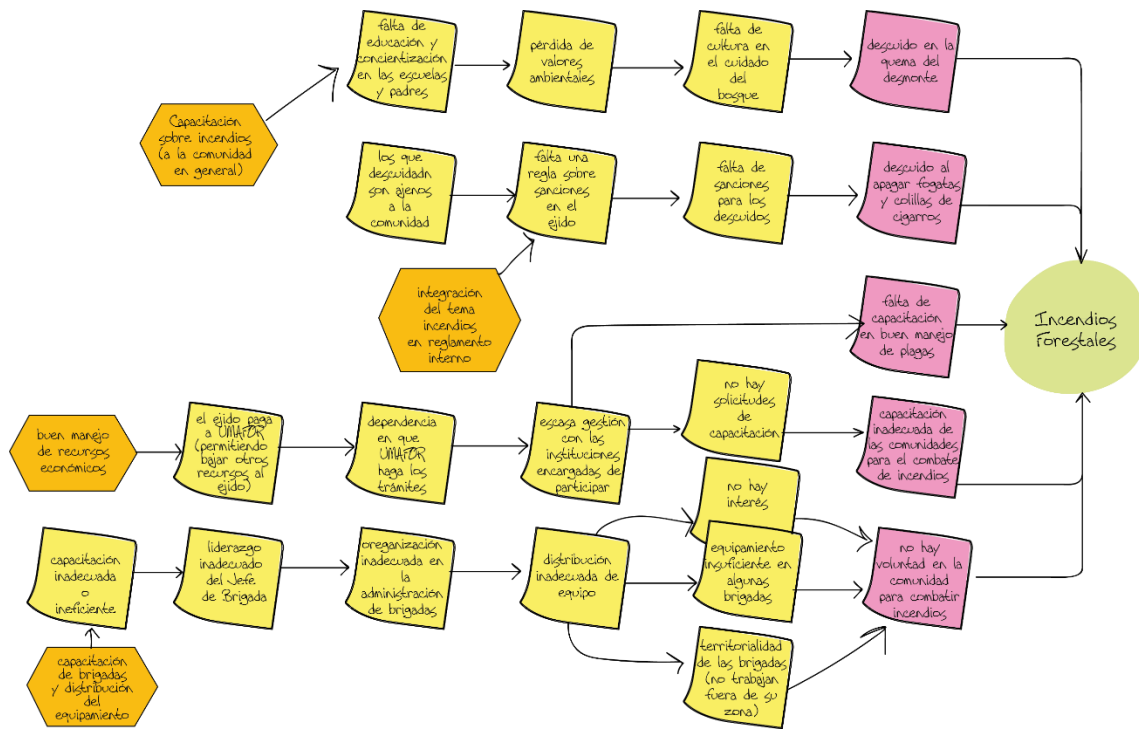 falta de
educación y
concientización
en las escuelas
y padres
pérdida de
valores
ambientales
falta de
cultura en
el cuidado
del
bosque
descuido en la
quema del
desmonte
Capacitación
sobre incendios
(a la comunidad
en general)
los que
descuidadn
son ajenos
a la
comunidad
falta una
regla sobre
sanciones
en el
ejido
falta de
sanciones
para los
descuidos
descuido al
apagar fogatas
y colillas de
cigarros
integración
del tema
incendios
en reglamento
interno
falta de
capacitación
en buen manejo
de plagas
Incendios
Forestales
buen manejo
de recursos
económicos
el ejido paga
a UMAFOR
(permitiendo
bajar otros
recursos al
ejido)
dependencia
en que
UMAFOR
haga los
trámites
escasa gestión
con las
instituciones
encargadas de
participar
no hay
solicitudes
de
capacitación
capacitación
inadecuada de
las comunidades
para el combate
de incendios
no hay
interés
capacitación
inadecuada
o
ineficiente
liderazgo
inadecuado
del Jefe
de Brigada
oreganización
inadecuada en
la
administración
de brigadas
distribución
inadecuada de
equipo
equipamiento
insuficiente en
algunas
brigadas
no hay
voluntad en la
comunidad
para combatir
incendios
territorialidad
de las brigadas
(no trabajan
fuera de su
zona)
capacitación
de brigadas
y distribución
del
equipamiento